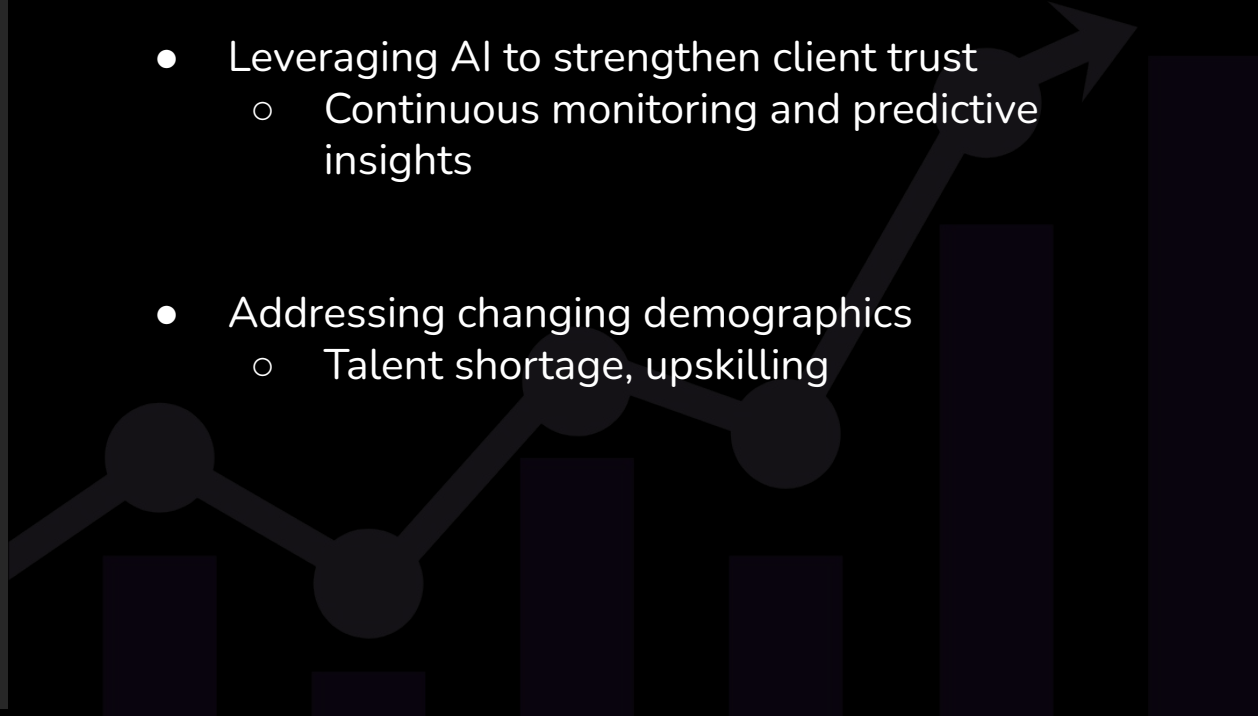 ● Leveraging AI to strengthen client trust
○ Continuous monitoring and predictive
insights
● Addressing changing demographics
○ Talent shortage, upskilling